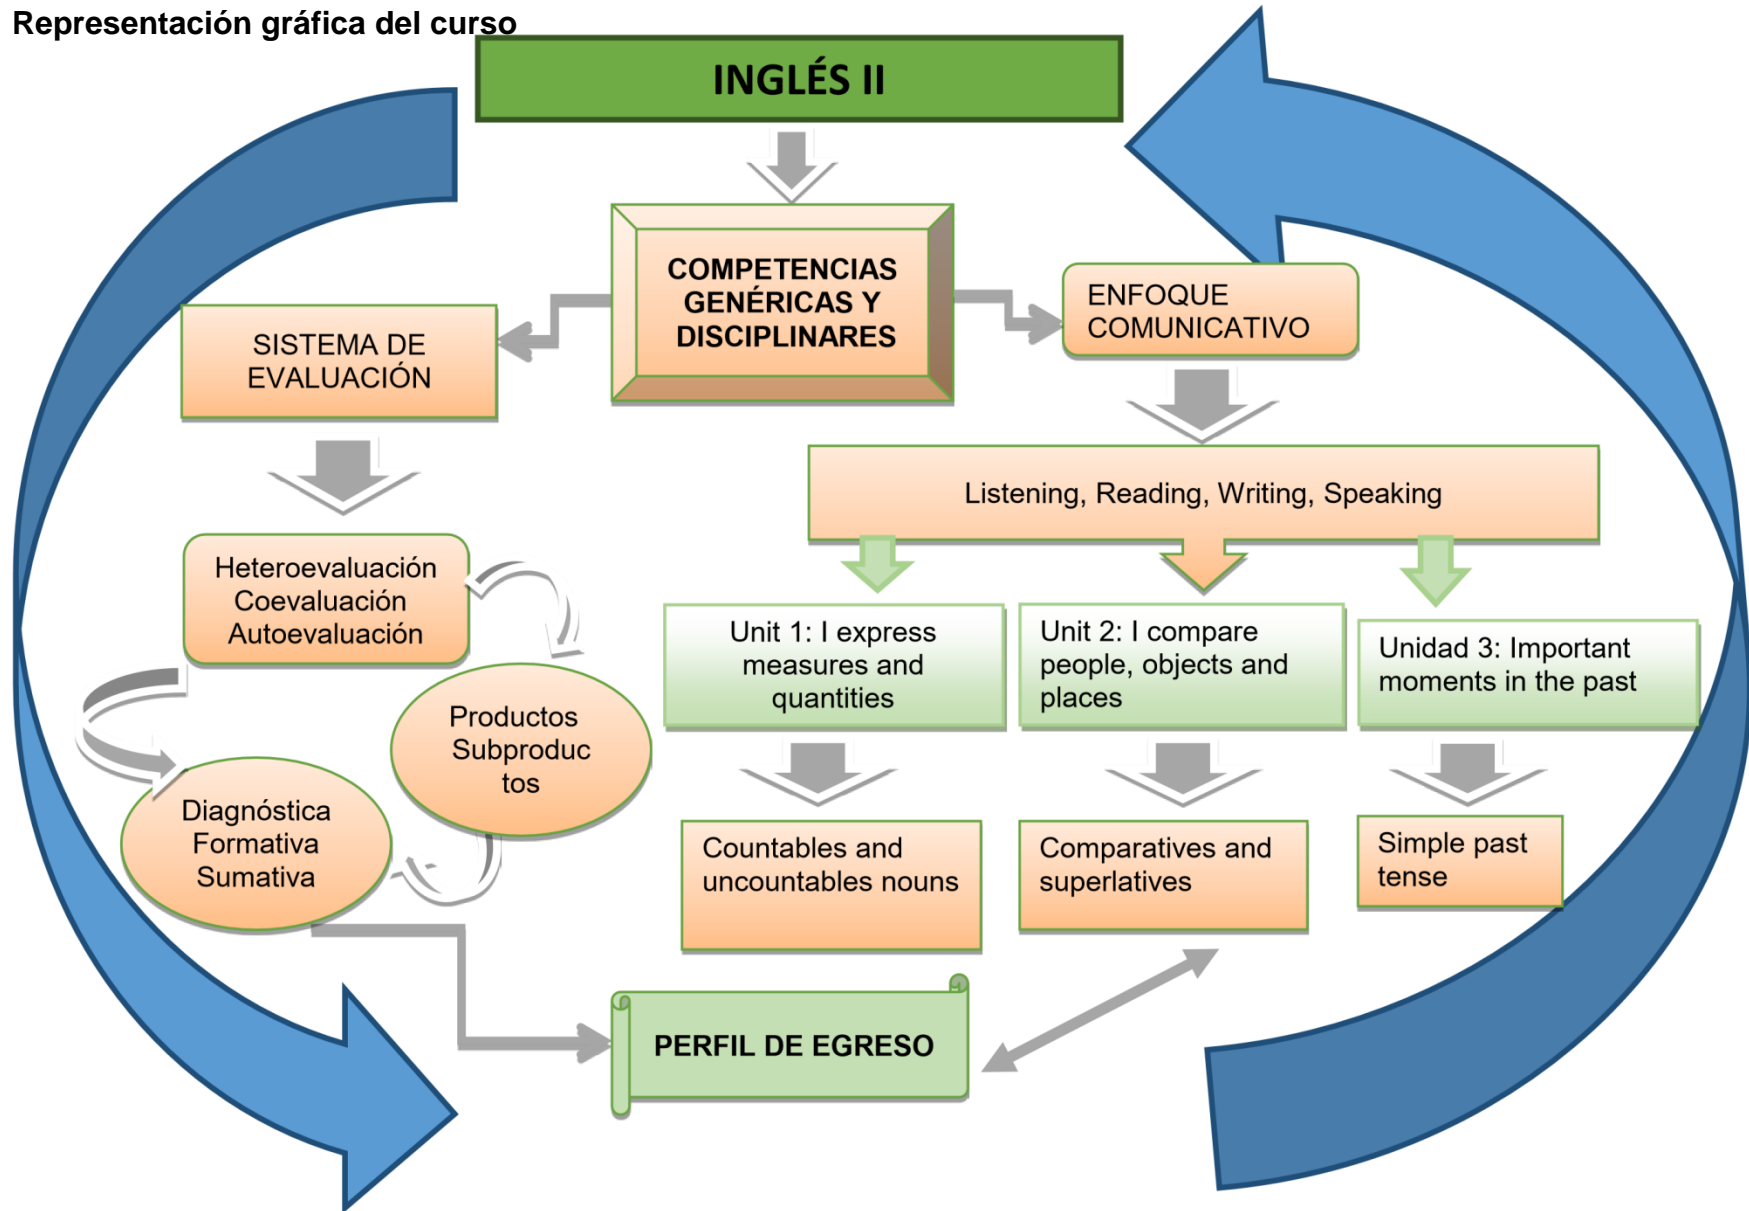 Representación gráfica del curso
INGLÉS II
COMPETENCIAS
GENÉRICAS Y
DISCIPLINARES
SISTEMA DE
EVALUACIÓN
ENFOQUE
COMUNICATIVO
Listening, Reading, Writing, Speaking
Heteroevaluación
Coevaluación
Autoevaluación
Productos
Subproduc
tos
Diagnóstica
Formativa
Sumativa
Unit 1: I express
measures and
quantities
Unit 2: I compare
people, objects and
places
Unidad 3: Important
moments in the past
Countables and
uncountables nouns
Comparatives and
superlatives
Simple past
tense
PERFIL DE EGRESO